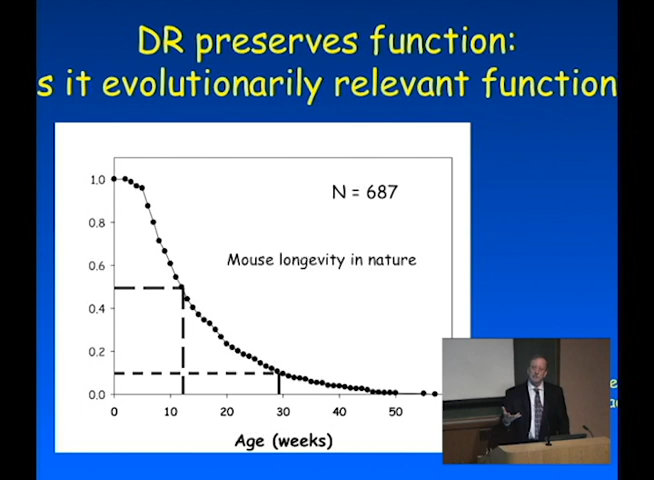 DR preserves function:
s it evolutionarily relevant function
N = 687
Mouse longevity in nature
1.0
0.8
0.6
0.4
0.2
0.0
0 10 20 30 40 50
Age (weeks)